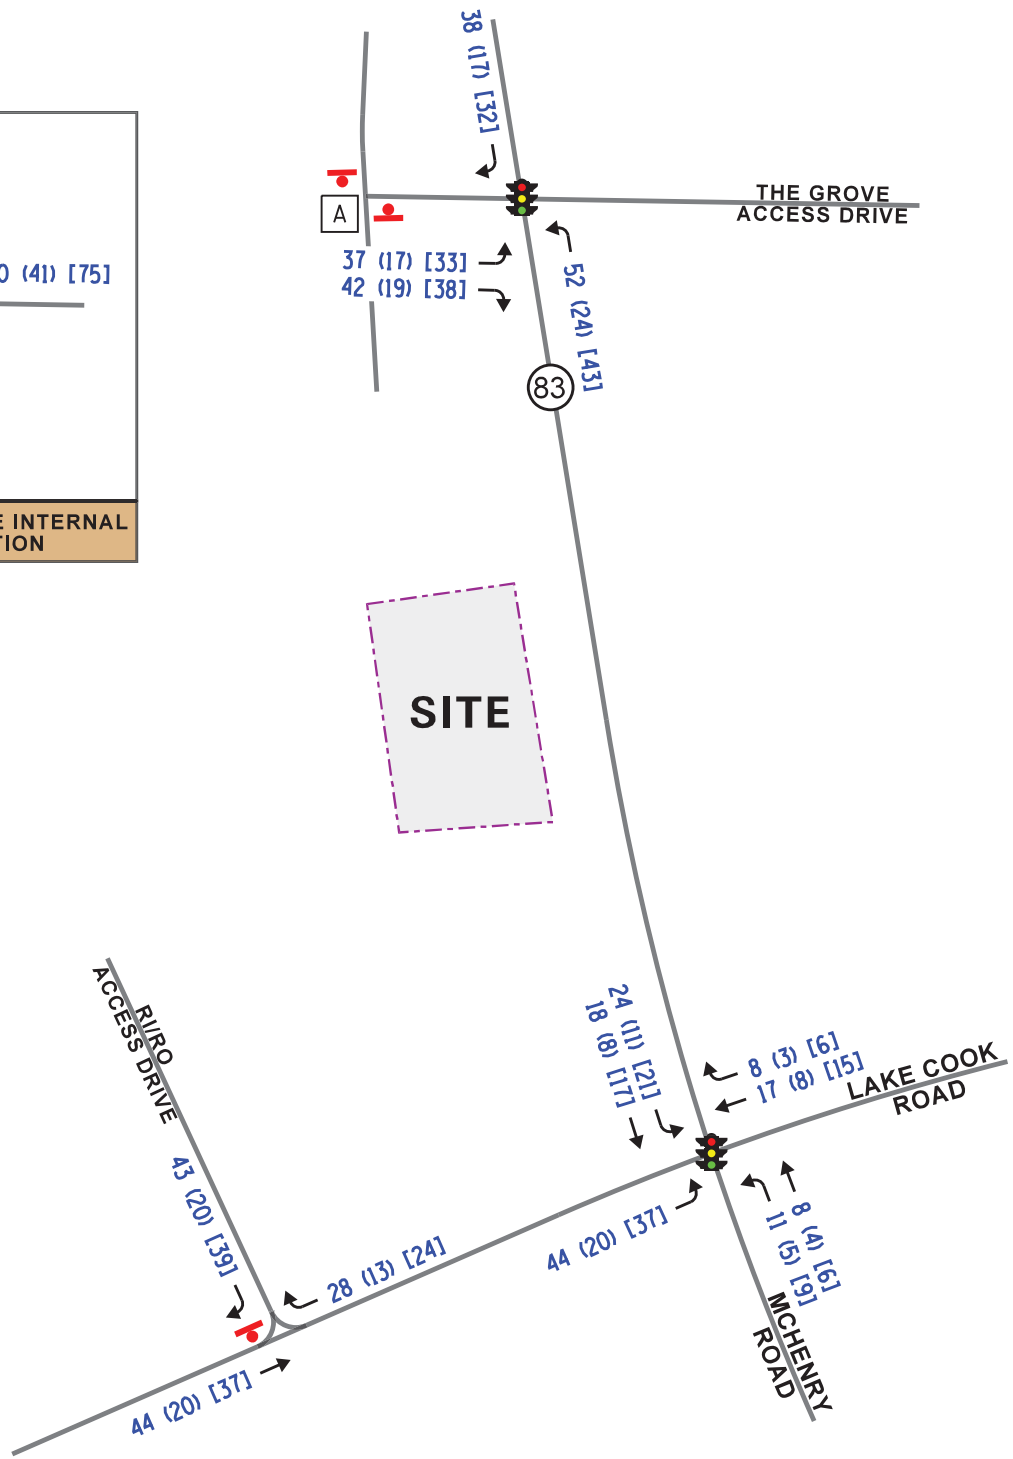 38 (17) [32]
THE GROVE
ACCESS DRIVE
A
37 (17) [33]
42 (19) [38]
52 (24) [43]
(41) [75]
83
INTERNAL
SITE
RI/RO
ACCESS DRIVE
24 (11) [21]
18 (8) [17]
8 (3) [6]
17 (8) [15]
LAKE COOK
ROAD
43 (20) [39]
28 (13) [24]
44 (20) [37]
8 (4) [6]
11 (5) [9]
MCHENRY
ROAD
44 (20) [37]